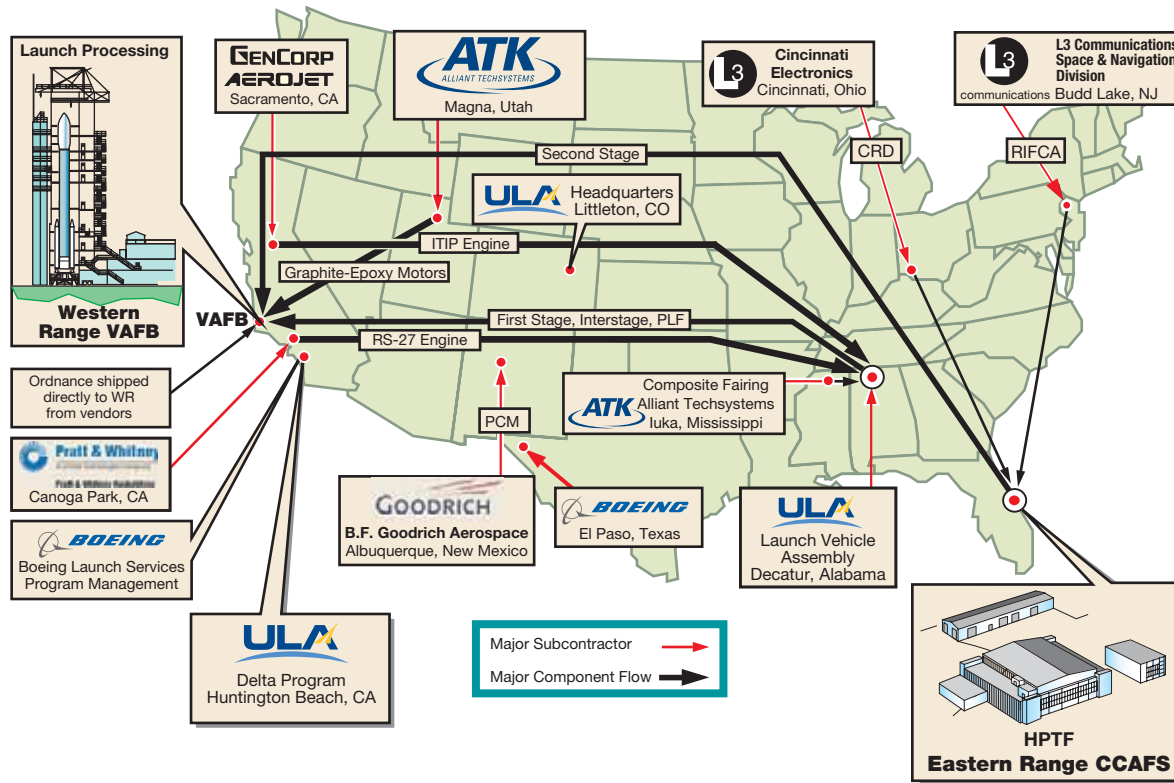 Launch Processing
Western
Range VAFB
GENCORP
AEROJET
Sacramento, CA
ATK
ALLIANT TECHSYSTEMS
Magna, Utah
L3
Cincinnati
Electronics
Cincinnati, Ohio
L3
communications
L3 Communications
Space & Navigation
Division
Budd Lake, NJ
CRD
RIFCA
Second Stage
ULA
Headquarters
Littleton, CO
ITIP Engine
Graphite-Epoxy Motors
VAFB
First Stage, Interstage, PLF
RS-27 Engine
Ordnance shipped
directly to WR
from vendors
Pratt & Whitney
Canoga Park, CA
BOEING
Boeing Launch Services
Program Management
ULA
Delta Program
Huntington Beach, CA
PCM
GOODRICH
B.F. Goodrich Aerospace
Albuquerque, New Mexico
BOEING
El Paso, Texas
Composite Fairing
ATK
Alliant Techsystems
Iuka, Mississippi
ULA
Launch Vehicle
Assembly
Decatur, Alabama
Major Subcontractor
Major Component Flow
HPTF
Eastern Range CCAFS